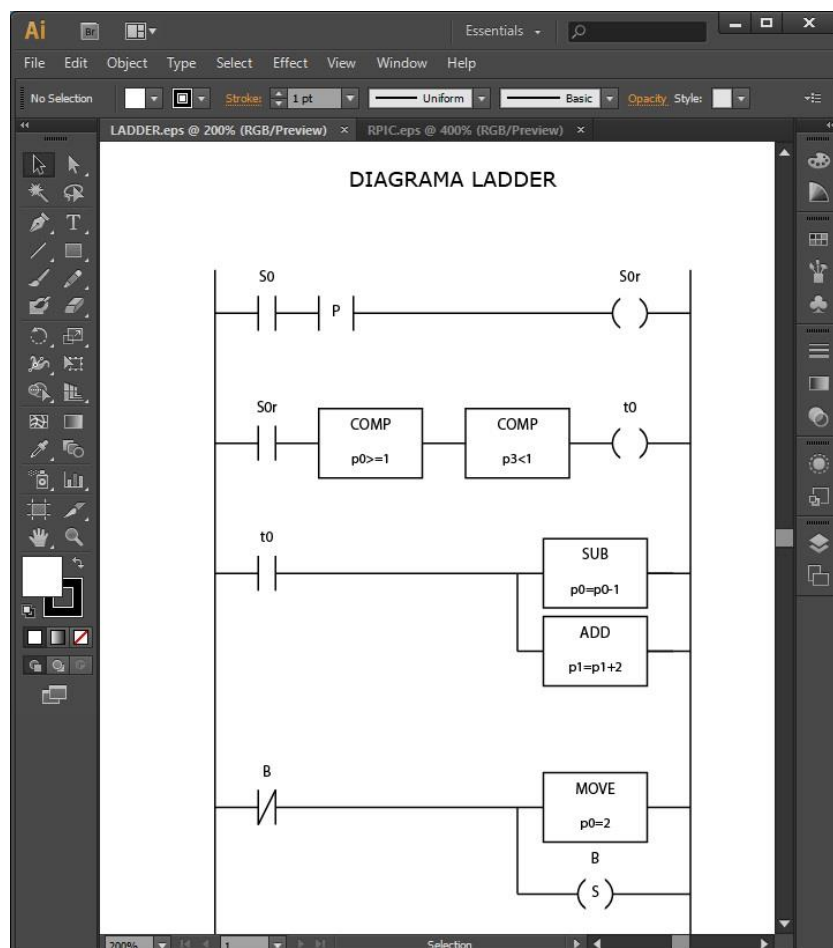 Ai Br Essentials
File Edit Object Type Select Effect View Window Help
No Selection Stroke: 1 pt Uniform Basic Opacity Style:
LADDER.eps @ 200% (RGB/Preview) × RPIC.eps @ 400% (RGB/Preview) ×
DIAGRAMA LADDER
S0 S0r
P
S0r t0
COMP COMP
p0>=1 p3<1
t0
SUB
p0=p0-1
ADD
p1=p1+2
B
MOVE
p0=2
B
S
200% 1 Selection